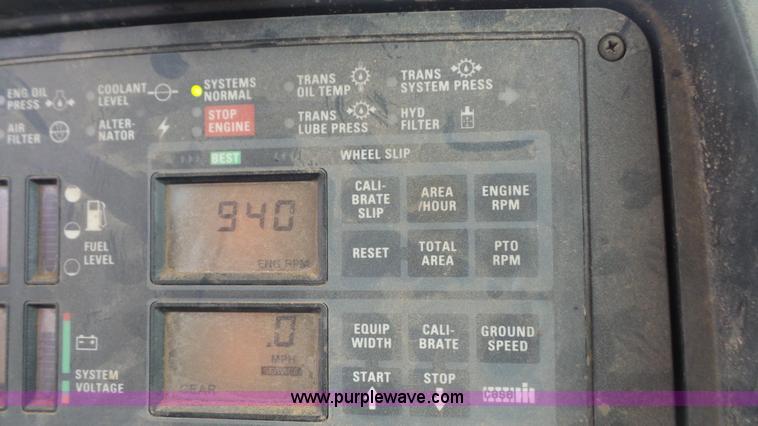 ENG OIL
PRESS
COOLANT
LEVEL
SYSTEMS
NORMAL
TRANS
OIL TEMP
TRANS
SYSTEM PRESS
AIR
FILTER
ALTER-
NATOR
STOP
ENGINE
TRANS
LUBE PRESS
HYD
FILTER
BEST
WHEEL SLIP
940
ENG RPM
CALI-
BRATE
SLIP
AREA
/HOUR
ENGINE
RPM
FUEL
LEVEL
RESET
TOTAL
AREA
PTO
RPM
.0
MPH
GEAR
EQUIP
WIDTH
CALI-
BRATE
GROUND
SPEED
SYSTEM
VOLTAGE
START
STOP
case
www.purplewave.com